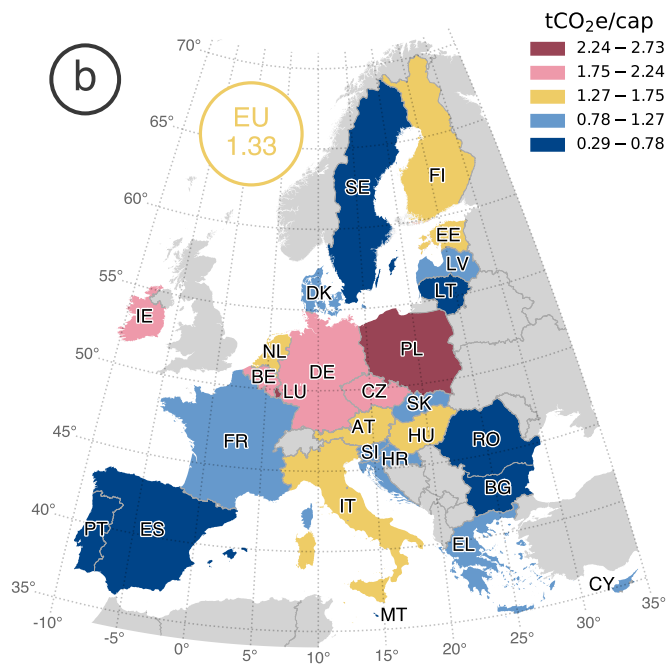 b
EU
1.33
tCO₂e/cap
2.24 − 2.73
1.75 − 2.24
1.27 − 1.75
0.78 − 1.27
0.29 − 0.78
70°
65°
60°
55°
50°
45°
40°
35°
-10°
-5°
0°
5°
10°
15°
20°
25°
30°
35°
SE
FI
EE
LV
LT
DK
IE
NL
BE
LU
DE
PL
CZ
SK
AT
HU
SI
HR
FR
RO
BG
IT
PT
ES
EL
MT
CY